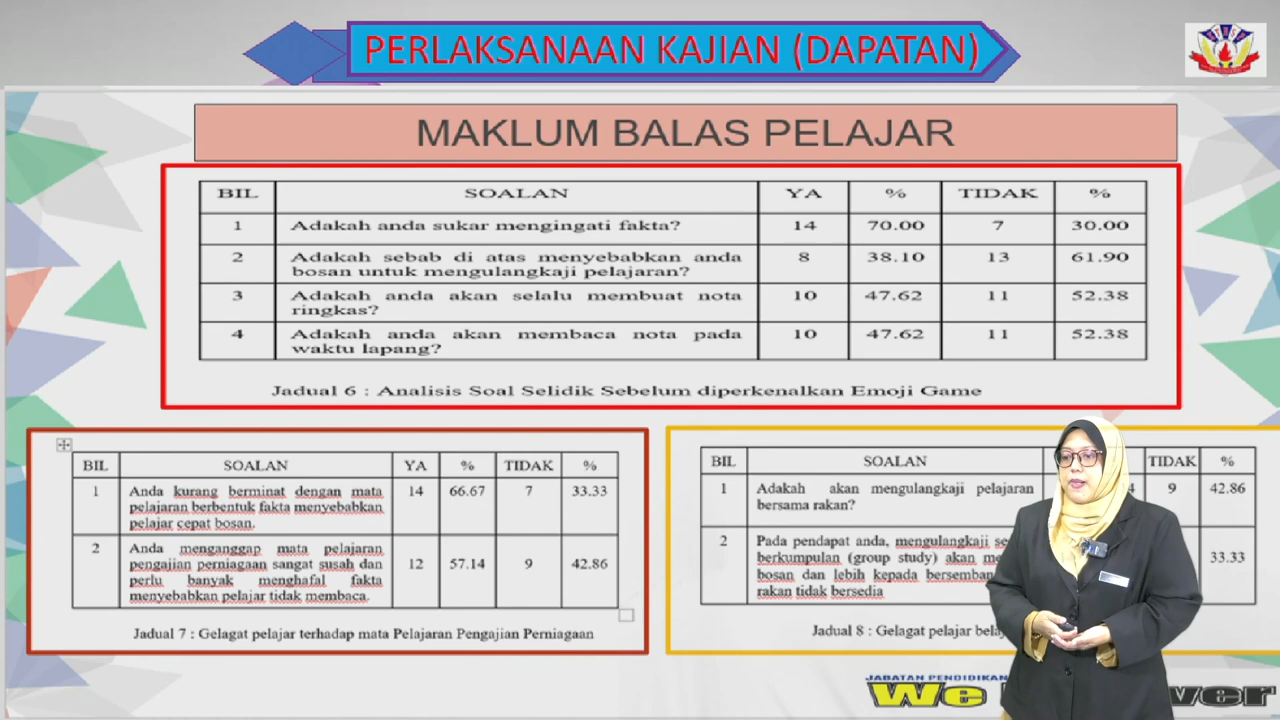 PERLAKSANAAN KAJIAN (DAPATAN)
MAKLUM BALAS PELAJAR
BIL SOALAN YA % TIDAK %
1 Adakah anda sukar mengingati fakta? 14 70.00 7 30.00
2 Adakah sebab di atas menyebabkan anda 8 38.10 13 61.90
bosan untuk mengulangkaji pelajaran?
3 Adakah anda akan selalu membuat nota 10 47.62 11 52.38
ringkas?
4 Adakah anda akan membaca nota pada 10 47.62 11 52.38
waktu lapang?
Jadual 6 : Analisis Soal Selidik Sebelum diperkenalkan Emoji Game
BIL SOALAN YA % TIDAK %
1 Anda kurang berminat dengan mata 14 66.67 7 33.33
pelajaran berbentuk fakta menyebabkan
pelajar cepat bosan.
2 Anda menganggap mata pelajaran
pengajian perniagaan sangat susah dan 12 57.14 9 42.86
perlu banyak menghafal fakta
menyebabkan pelajar tidak membaca.
Jadual 7 : Gelagat pelajar terhadap mata Pelajaran Pengajian Perniagaan
BIL SOALAN TIDAK %
1 Adakah akan mengulangkaji pelajaran 4 9 42.86
bersama rakan?
2 Pada pendapat anda, mengulangkaji
berkumpulan (group study) akan 33.33
bosan dan lebih kepada
rakan tidak bersedia
Jadual 8 : Gelagat pelajar
JABATAN PENDIDIKAN
We